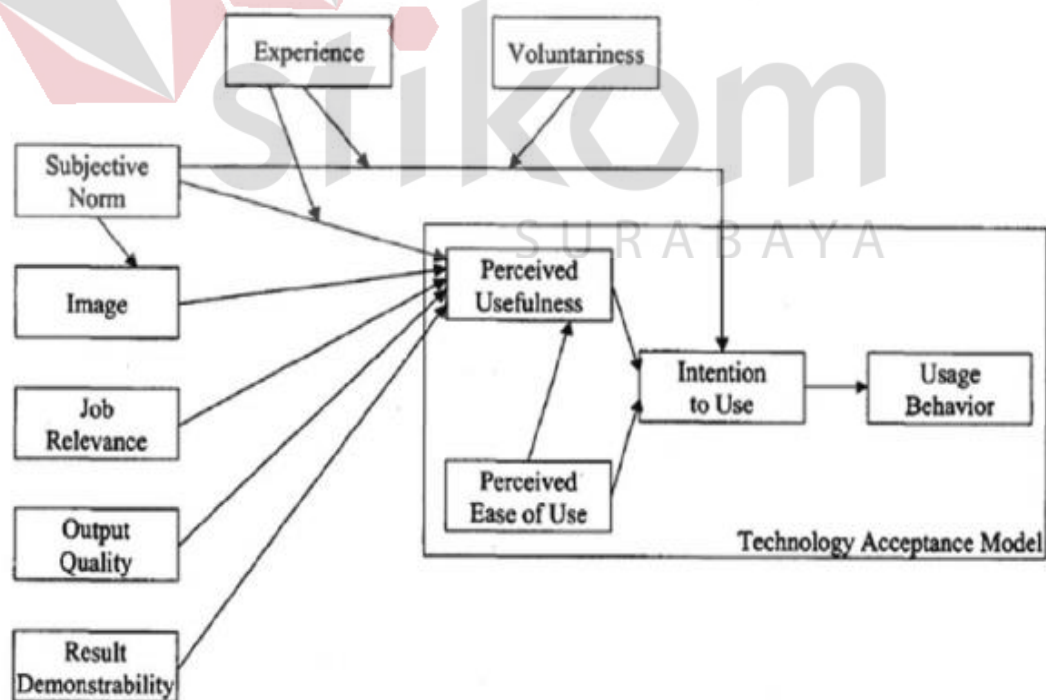 Experience
Voluntariness
stikom
SURABAYA
Subjective
Norm
Image
Job
Relevance
Output
Quality
Result
Demonstrability
Perceived
Usefulness
Perceived
Ease of Use
Intention
to Use
Usage
Behavior
Technology Acceptance Model